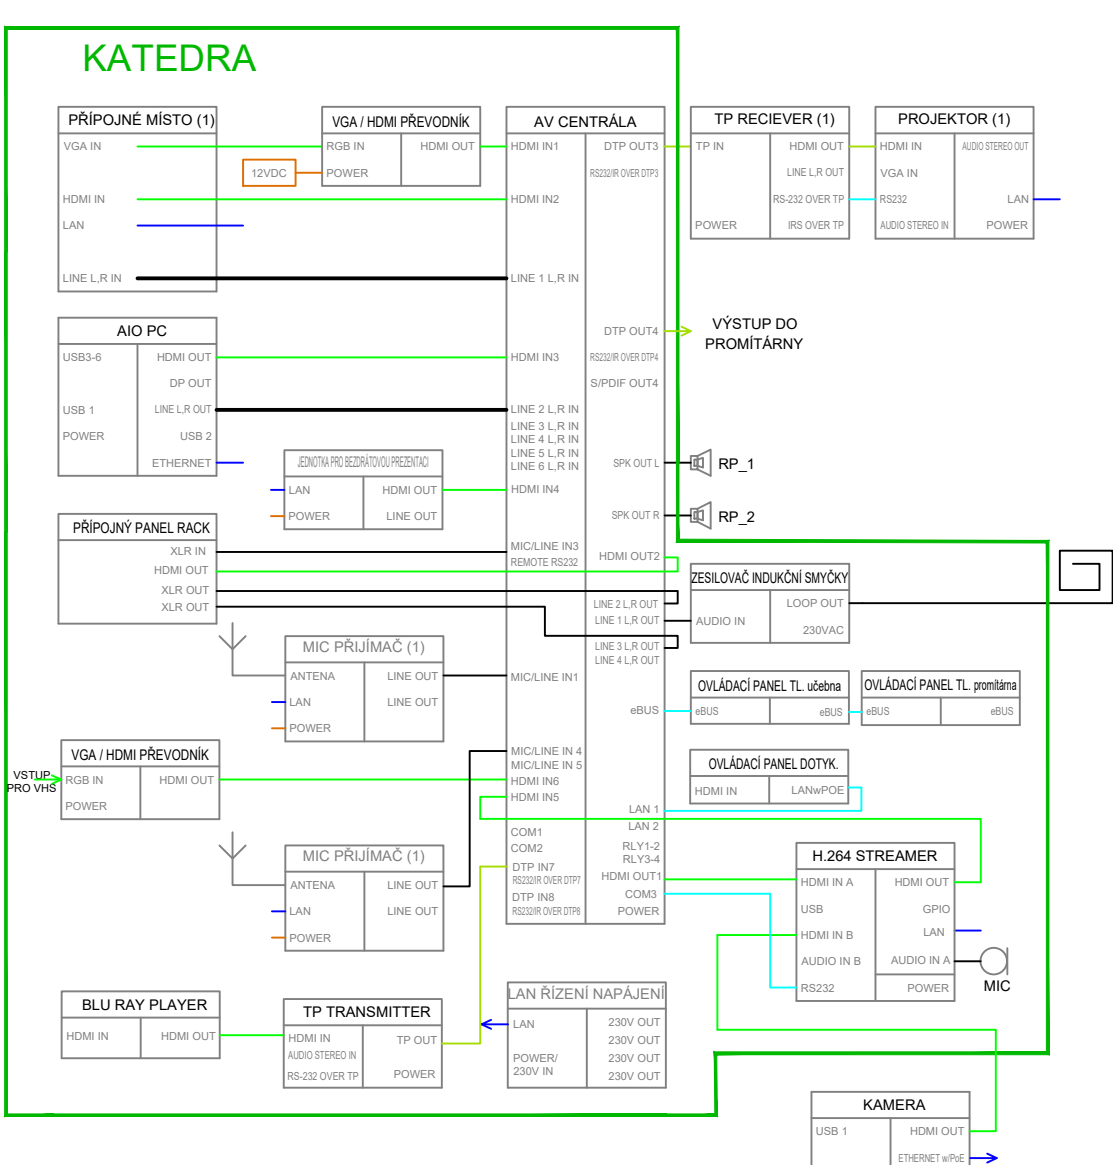 KATEDRA
PŘÍPOJNÉ MÍSTO (1)
VGA IN
HDMI IN
LAN
LINE L,R IN
VGA / HDMI PŘEVODNÍK
RGB IN
HDMI OUT
POWER
12VDC
AV CENTRÁLA
HDMI IN1
HDMI IN2
LINE 1 L,R IN
HDMI IN3
LINE 2 L,R IN
LINE 3 L,R IN
LINE 4 L,R IN
LINE 5 L,R IN
LINE 6 L,R IN
HDMI IN4
MIC/LINE IN3
REMOTE RS232
MIC/LINE IN1
MIC/LINE IN 4
MIC/LINE IN 5
HDMI IN6
HDMI IN5
COM1
COM2
DTP IN7
RS232/IR OVER DTP7
DTP IN8
RS232/IR OVER DTP8
DTP OUT3
RS232/IR OVER DTP3
DTP OUT4
RS232/IR OVER DTP4
S/PDIF OUT4
SPK OUT L
SPK OUT R
HDMI OUT2
LINE 2 L,R OUT
LINE 1 L,R OUT
LINE 3 L,R OUT
LINE 4 L,R OUT
eBUS
LAN 1
LAN 2
RLY1-2
RLY3-4
HDMI OUT1
COM3
POWER
TP RECIEVER (1)
TP IN
HDMI OUT
LINE L,R OUT
RS-232 OVER TP
POWER
IRS OVER TP
PROJEKTOR (1)
HDMI IN
AUDIO STEREO OUT
VGA IN
RS232
LAN
AUDIO STEREO IN
POWER
VÝSTUP DO
PROMÍTÁRNY
RP_1
RP_2
AIO PC
USB3-6
HDMI OUT
DP OUT
USB 1
LINE L,R OUT
POWER
USB 2
ETHERNET
JEDNOTKA PRO BEZDRÁTOVOU PREZENTACI
LAN
HDMI OUT
POWER
LINE OUT
PŘÍPOJNÝ PANEL RACK
XLR IN
HDMI OUT
XLR OUT
XLR OUT
ZESILOVAČ INDUKČNÍ SMYČKY
LOOP OUT
AUDIO IN
230VAC
MIC PŘIJÍMAČ (1)
ANTENA
LINE OUT
LAN
LINE OUT
POWER
OVLÁDACÍ PANEL TL. učebna
eBUS
eBUS
OVLÁDACÍ PANEL TL. promítárna
eBUS
eBUS
VGA / HDMI PŘEVODNÍK
VSTUP
PRO VHS
RGB IN
HDMI OUT
POWER
OVLÁDACÍ PANEL DOTYK.
HDMI IN
LANwPOE
MIC PŘIJÍMAČ (1)
ANTENA
LINE OUT
LAN
LINE OUT
POWER
H.264 STREAMER
HDMI IN A
HDMI OUT
USB
GPIO
HDMI IN B
LAN
AUDIO IN B
AUDIO IN A
RS232
POWER
MIC
BLU RAY PLAYER
HDMI IN
HDMI OUT
TP TRANSMITTER
HDMI IN
TP OUT
AUDIO STEREO IN
RS-232 OVER TP
POWER
LAN ŘÍZENÍ NAPÁJENÍ
LAN
230V OUT
230V OUT
POWER/
230V IN
230V OUT
230V OUT
KAMERA
USB 1
HDMI OUT
ETHERNET w/PoE